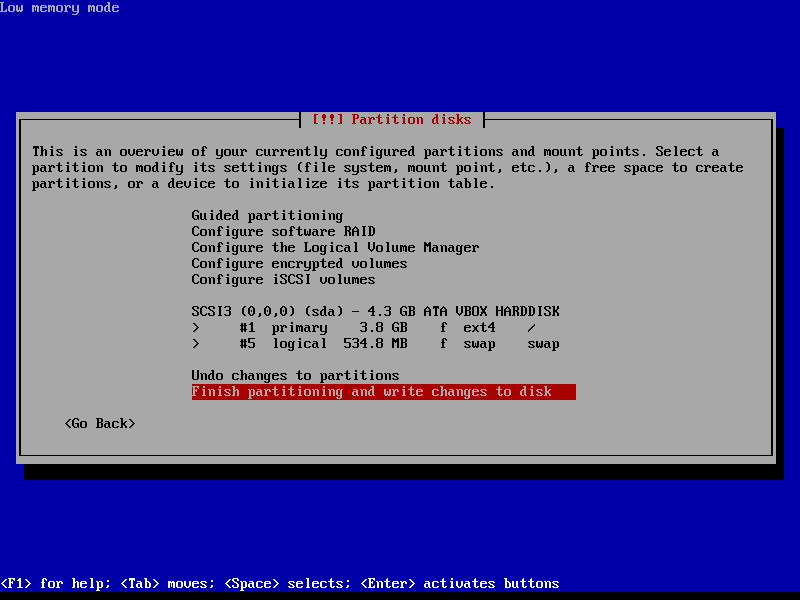 Low memory mode
[!!] Partition disks
This is an overview of your currently configured partitions and mount points. Select a
partition to modify its settings (file system, mount point, etc.), a free space to create
partitions, or a device to initialize its partition table.
Guided partitioning
Configure software RAID
Configure the Logical Volume Manager
Configure encrypted volumes
Configure iSCSI volumes
SCSI3 (0,0,0) (sda) - 4.3 GB ATA VBOX HARDDISK
> #1 primary 3.8 GB f ext4 /
> #5 logical 534.8 MB f swap swap
Undo changes to partitions
Finish partitioning and write changes to disk
<Go Back>
<F1> for help; <Tab> moves; <Space> selects; <Enter> activates buttons